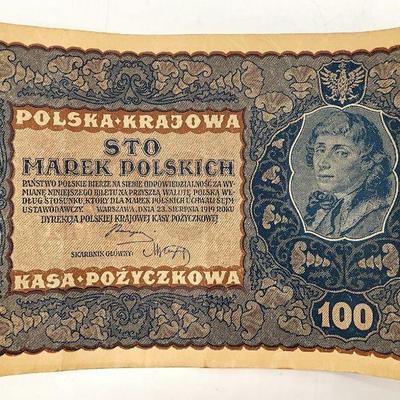 POLSKA·KRAJOWA
STO
MAREK POLSKICH
PAŃSTWO POLSKIE BIERZE NA SIEBIE ODPOWIEDZIALNOŚĆ ZA WY-
MIANĘ NINIEJSZEGO BILETU NA PRZYSZŁĄ WALUTĘ POLSKĄ WE-
DŁUG STOSUNKU, KTÓRY DLA MAREK POLSKICH UCHWALI SEJM
USTAWODAWCZY. WARSZAWA, DNIA 23. SIERPNIA 1919 ROKU
DYREKCJA POLSKIEJ KRAJOWEJ KASY POŻYCZKOWEJ
SKARBNIK GŁÓWNY:
KASA·POŻYCZKOWA
100